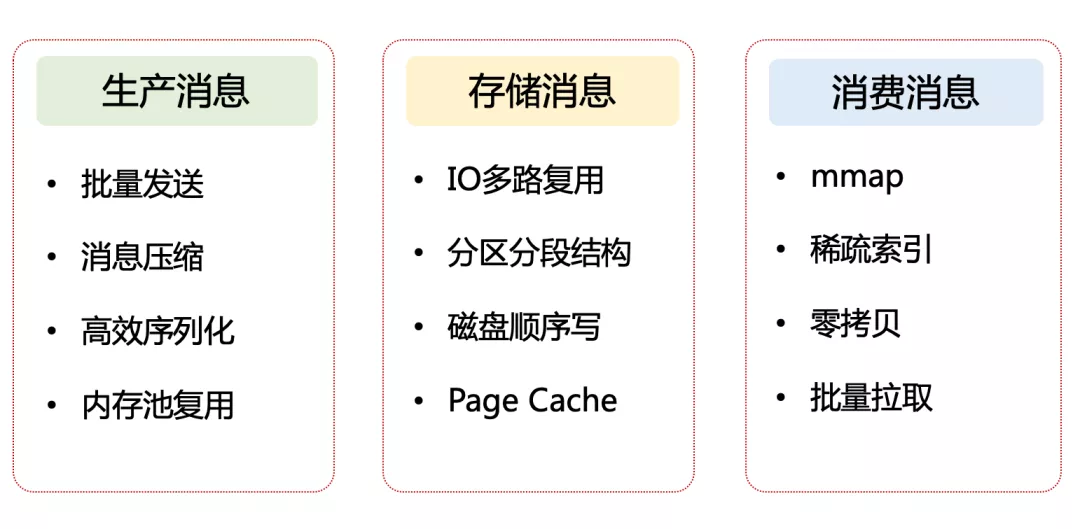 生产消息
• 批量发送
• 消息压缩
• 高效序列化
• 内存池复用
存储消息
• IO多路复用
• 分区分段结构
• 磁盘顺序写
• Page Cache
消费消息
• mmap
• 稀疏索引
• 零拷贝
• 批量拉取